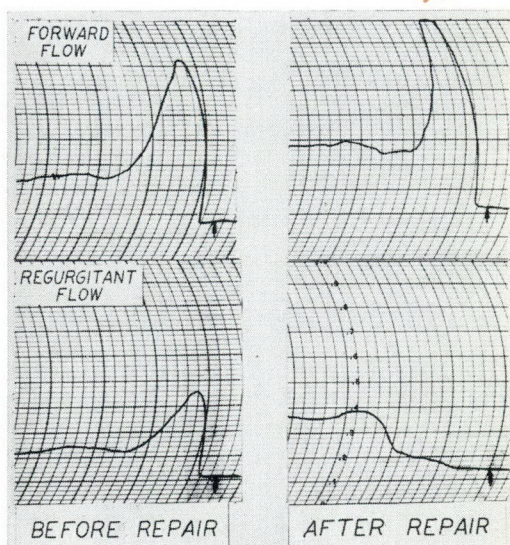 FORWARD
FLOW
REGURGITANT
FLOW
BEFORE REPAIR
AFTER REPAIR